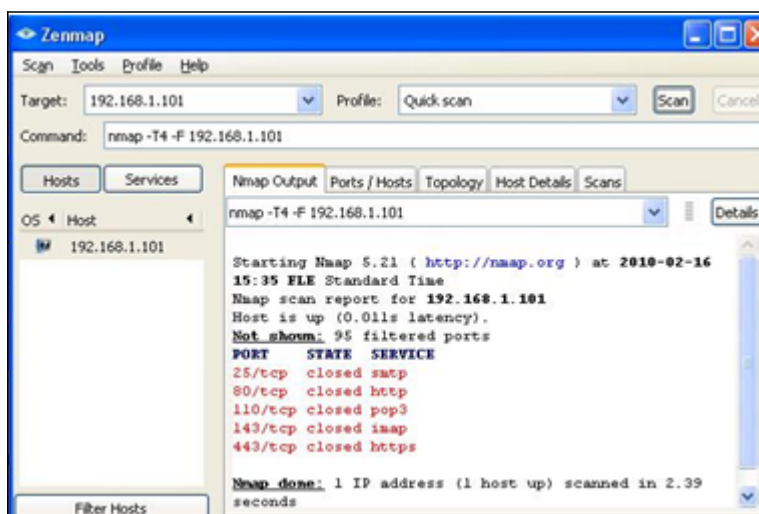 Zenmap
Scan Tools Profile Help
Target: 192.168.1.101 Profile: Quick scan Scan Cancel
Command: nmap -T4 -F 192.168.1.101
Hosts Services
Nmap Output Ports / Hosts Topology Host Details Scans
OS Host
nmap -T4 -F 192.168.1.101 Details
192.168.1.101
Starting Nmap 5.21 ( http://nmap.org ) at 2010-02-16
15:35 FLE Standard Time
Nmap scan report for 192.168.1.101
Host is up (0.011s latency).
Not shown: 95 filtered ports
PORT STATE SERVICE
25/tcp closed smtp
80/tcp closed http
110/tcp closed pop3
143/tcp closed imap
443/tcp closed https
Nmap done: 1 IP address (1 host up) scanned in 2.39
seconds
Filter Hosts